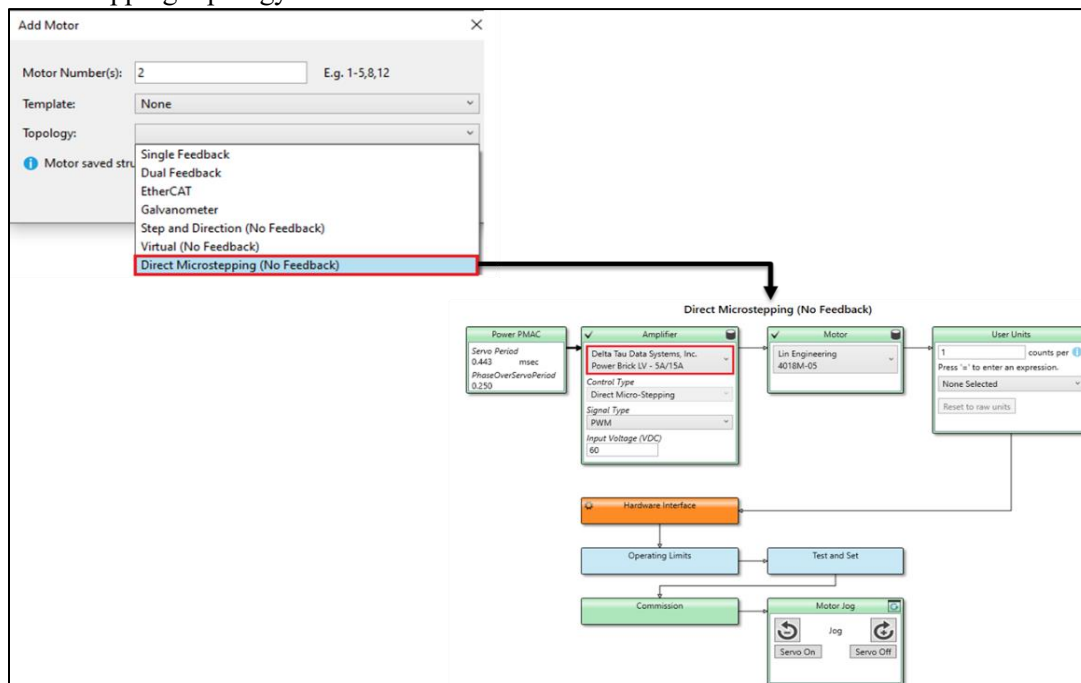 Add Motor
Motor Number(s): 2 E.g. 1-5,8,12
Template: None
Topology:
Motor saved stru
Single Feedback
Dual Feedback
EtherCAT
Galvanometer
Step and Direction (No Feedback)
Virtual (No Feedback)
Direct Microstepping (No Feedback)
Direct Microstepping (No Feedback)
Power PMAC
Servo Period
0.443 msec
PhaseOverServoPeriod
0.250
Amplifier
Delta Tau Data Systems, Inc.
Power Brick LV - 5A/15A
Control Type
Direct Micro-Stepping
Signal Type
PWM
Input Voltage (VDC)
60
Motor
Lin Engineering
4018M-05
User Units
1 counts per
Press '=' to enter an expression.
None Selected
Reset to raw units
Hardware Interface
Operating Limits
Test and Set
Commission
Motor Jog
Jog
Servo On Servo Off